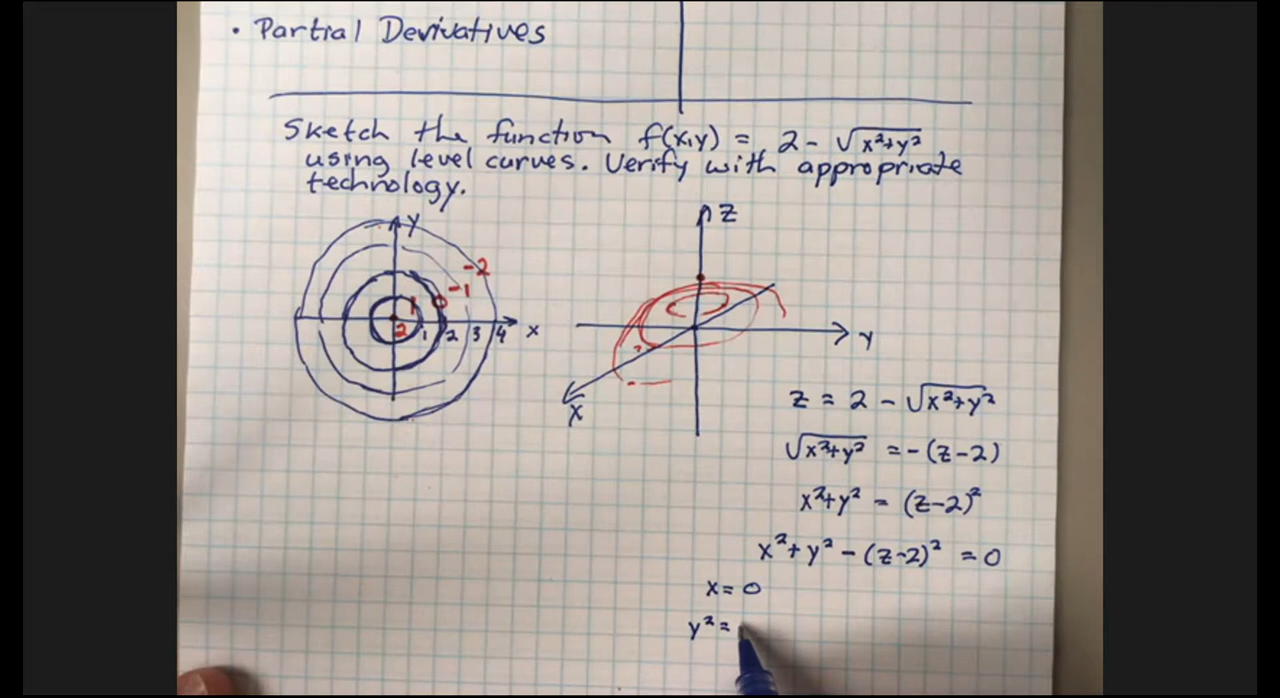 • Partial Derivatives
Sketch the function f(x,y) = 2 - √x²+y²
using level curves. Verify with appropriate
technology.
y
-2
-1
1 0
2 1 2 3 4 x
z
y
x
z = 2 - √x²+y²
√x²+y² = -(z-2)
x²+y² = (z-2)²
x²+y² - (z-2)² = 0
x = 0
y² =